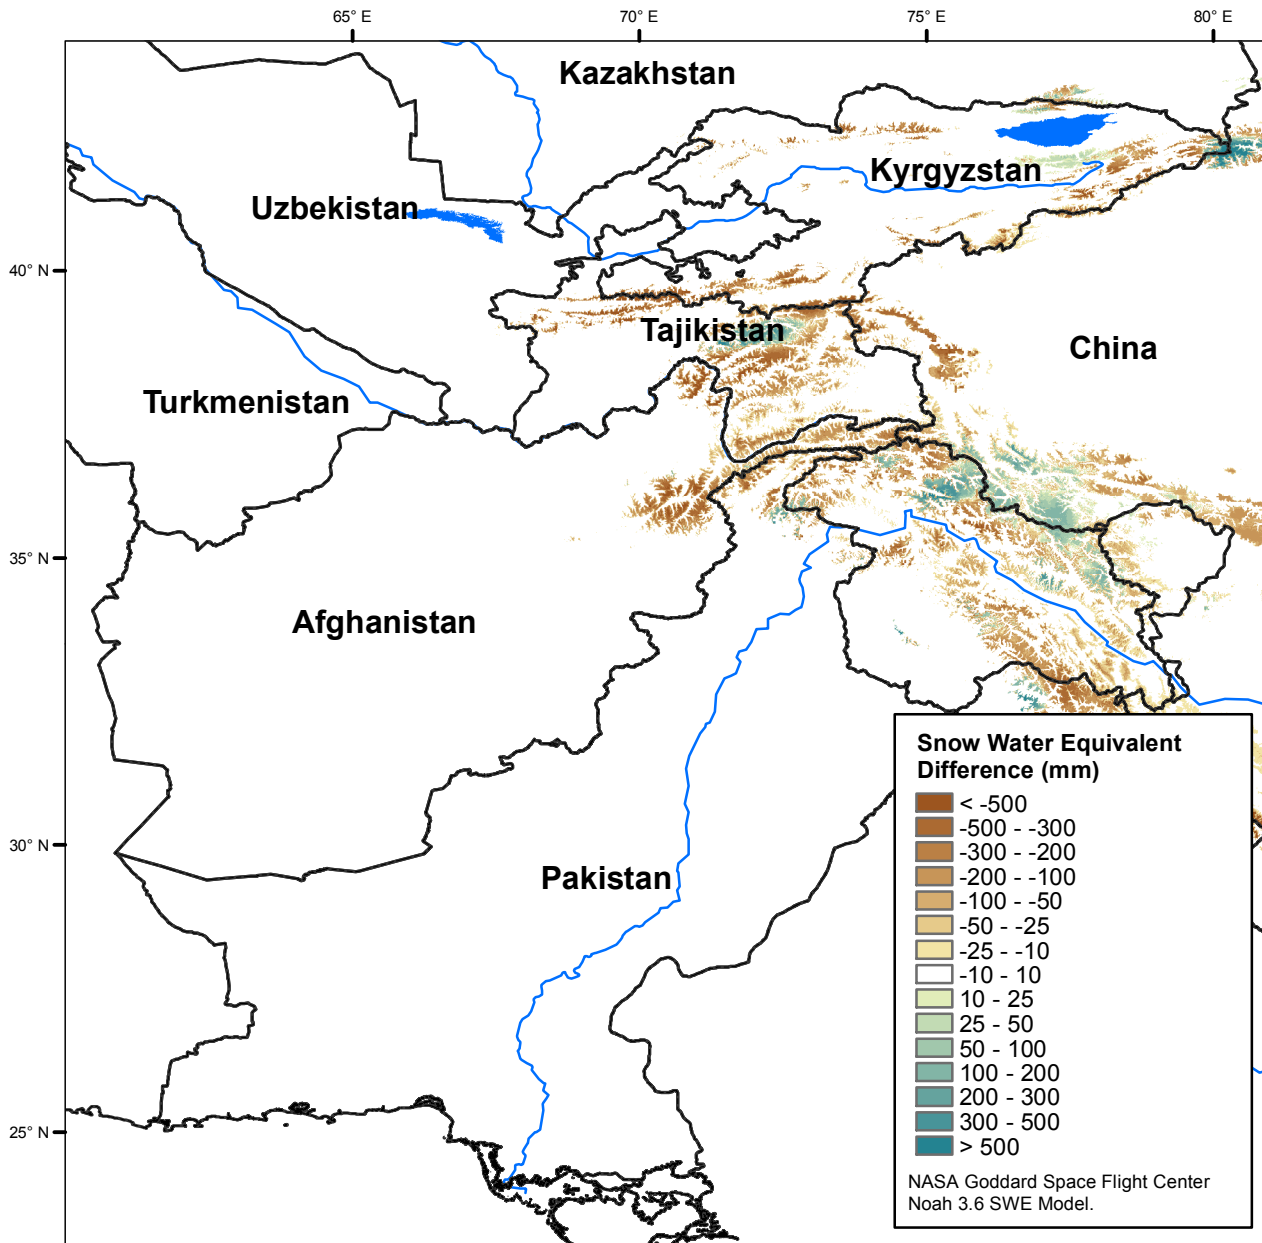 65° E
70° E
75° E
80° E
Kazakhstan
Kyrgyzstan
Uzbekistan
40° N
Tajikistan
China
Turkmenistan
35° N
Afghanistan
30° N
Pakistan
25° N
Snow Water Equivalent
Difference (mm)
< -500
-500 - -300
-300 - -200
-200 - -100
-100 - -50
-50 - -25
-25 - -10
-10 - 10
10 - 25
25 - 50
50 - 100
100 - 200
200 - 300
300 - 500
> 500
NASA Goddard Space Flight Center
Noah 3.6 SWE Model.